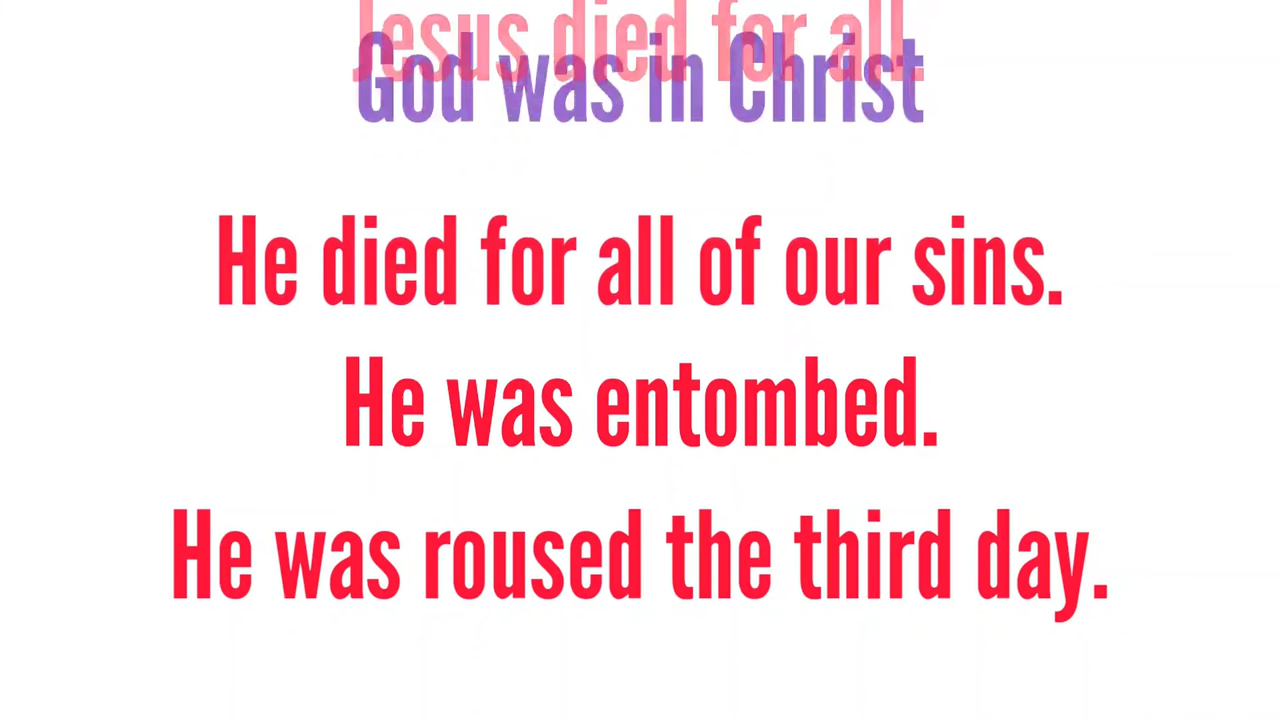 Jesus died for all.
God was in Christ
He died for all of our sins.
He was entombed.
He was roused the third day.